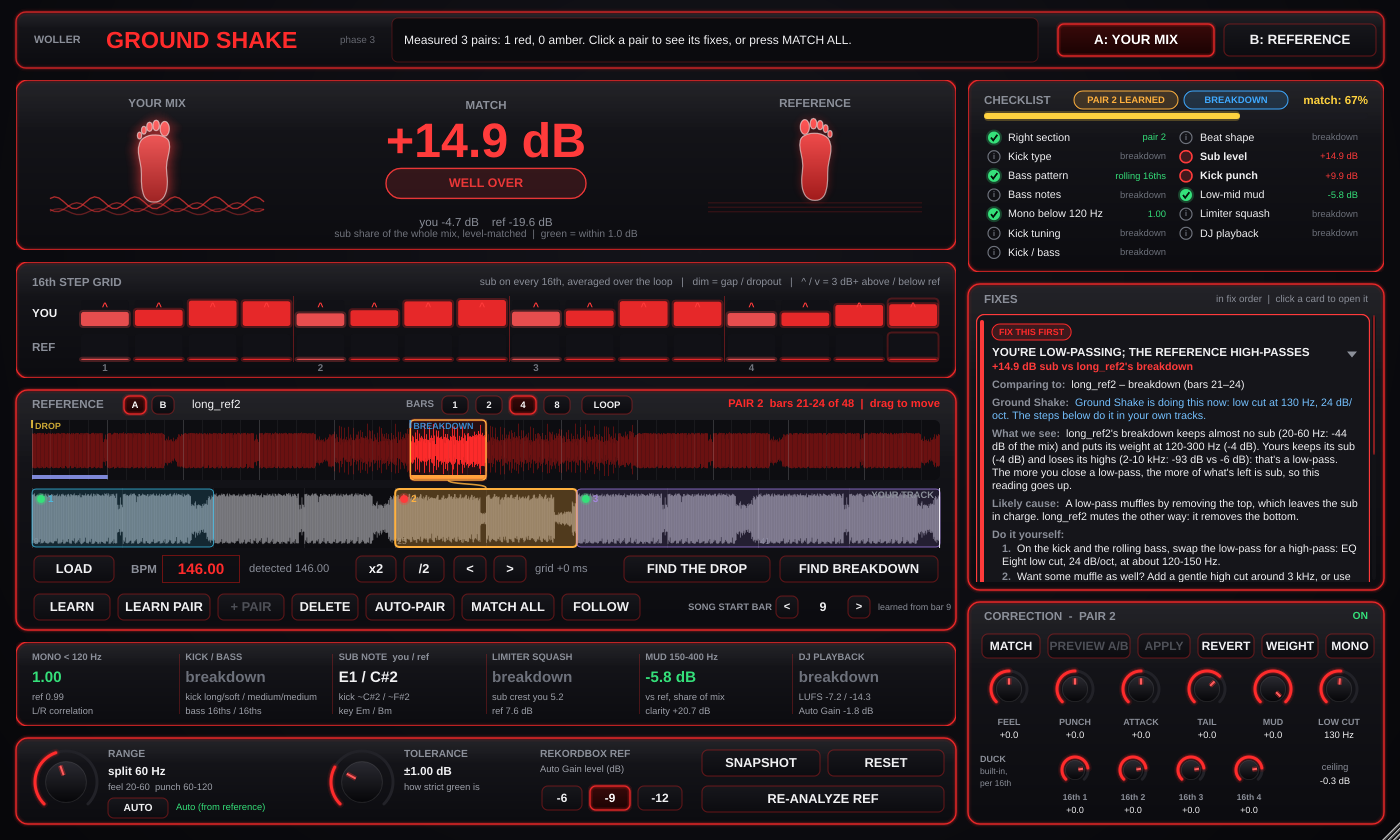 WOLLER GROUND SHAKE phase 3 Measured 3 pairs: 1 red, 0 amber. Click a pair to see its fixes, or press MATCH ALL. A: YOUR MIX B: REFERENCE
YOUR MIX MATCH REFERENCE
+14.9 dB
WELL OVER
you -4.7 dB ref -19.6 dB
sub share of the whole mix, level-matched | green = within 1.0 dB
16th STEP GRID sub on every 16th, averaged over the loop | dim = gap / dropout | ^ / v = 3 dB+ above / below ref
^ ^ ^ ^ ^ ^ ^ ^ ^ ^ ^ ^ ^ ^ ^ ^
YOU
REF
1 2 3 4
REFERENCE A B long_ref2 BARS 1 2 4 8 LOOP PAIR 2 bars 21-24 of 48 | drag to move
DROP BREAKDOWN
1 2 3 YOUR TRACK
LOAD BPM 146.00 detected 146.00 x2 /2 < > grid +0 ms FIND THE DROP FIND BREAKDOWN
LEARN LEARN PAIR + PAIR DELETE AUTO-PAIR MATCH ALL FOLLOW SONG START BAR < 9 > learned from bar 9
MONO < 120 Hz KICK / BASS SUB NOTE you / ref LIMITER SQUASH MUD 150-400 Hz DJ PLAYBACK
1.00 breakdown E1 / C#2 breakdown -5.8 dB breakdown
ref 0.99 kick long/soft / medium/medium kick ~C#2 / ~F#2 sub crest you 5.2 vs ref, share of mix LUFS -7.2 / -14.3
L/R correlation bass 16ths / 16ths key Em / Bm ref 7.6 dB clarity +20.7 dB Auto Gain -1.8 dB
RANGE
split 60 Hz
feel 20-60 punch 60-120
AUTO Auto (from reference)
TOLERANCE
±1.00 dB
how strict green is
REKORDBOX REF
Auto Gain level (dB)
-6 -9 -12
SNAPSHOT RESET
RE-ANALYZE REF
CHECKLIST PAIR 2 LEARNED BREAKDOWN match: 67%
Right section pair 2 Beat shape breakdown
Kick type breakdown Sub level +14.9 dB
Bass pattern rolling 16ths Kick punch +9.9 dB
Bass notes breakdown Low-mid mud -5.8 dB
Mono below 120 Hz 1.00 Limiter squash breakdown
Kick tuning breakdown DJ playback breakdown
Kick / bass breakdown
FIXES in fix order | click a card to open it
FIX THIS FIRST
YOU'RE LOW-PASSING; THE REFERENCE HIGH-PASSES
+14.9 dB sub vs long_ref2's breakdown
Comparing to: long_ref2 – breakdown (bars 21–24)
Ground Shake: Ground Shake is doing this now: low cut at 130 Hz, 24 dB/
oct. The steps below do it in your own tracks.
What we see: long_ref2's breakdown keeps almost no sub (20-60 Hz: -44
dB of the mix) and puts its weight at 120-300 Hz (-4 dB). Yours keeps its sub
(-4 dB) and loses its highs (2-10 kHz: -93 dB vs -6 dB): that's a low-pass.
The more you close a low-pass, the more of what's left is sub, so this
reading goes up.
Likely cause: A low-pass muffles by removing the top, which leaves the sub
in charge. long_ref2 mutes the other way: it removes the bottom.
Do it yourself:
1. On the kick and the rolling bass, swap the low-pass for a high-pass: EQ
Eight low cut, 24 dB/oct, at about 120-150 Hz.
2. Want some muffle as well? Add a gentle high cut around 3 kHz, or use
CORRECTION - PAIR 2 ON
MATCH PREVIEW A/B APPLY REVERT WEIGHT MONO
FEEL PUNCH ATTACK TAIL MUD LOW CUT
+0.0 +0.0 +0.0 +0.0 +0.0 130 Hz
DUCK
built-in,
per 16th
16th 1 16th 2 16th 3 16th 4
+0.0 +0.0 +0.0 +0.0
ceiling
-0.3 dB